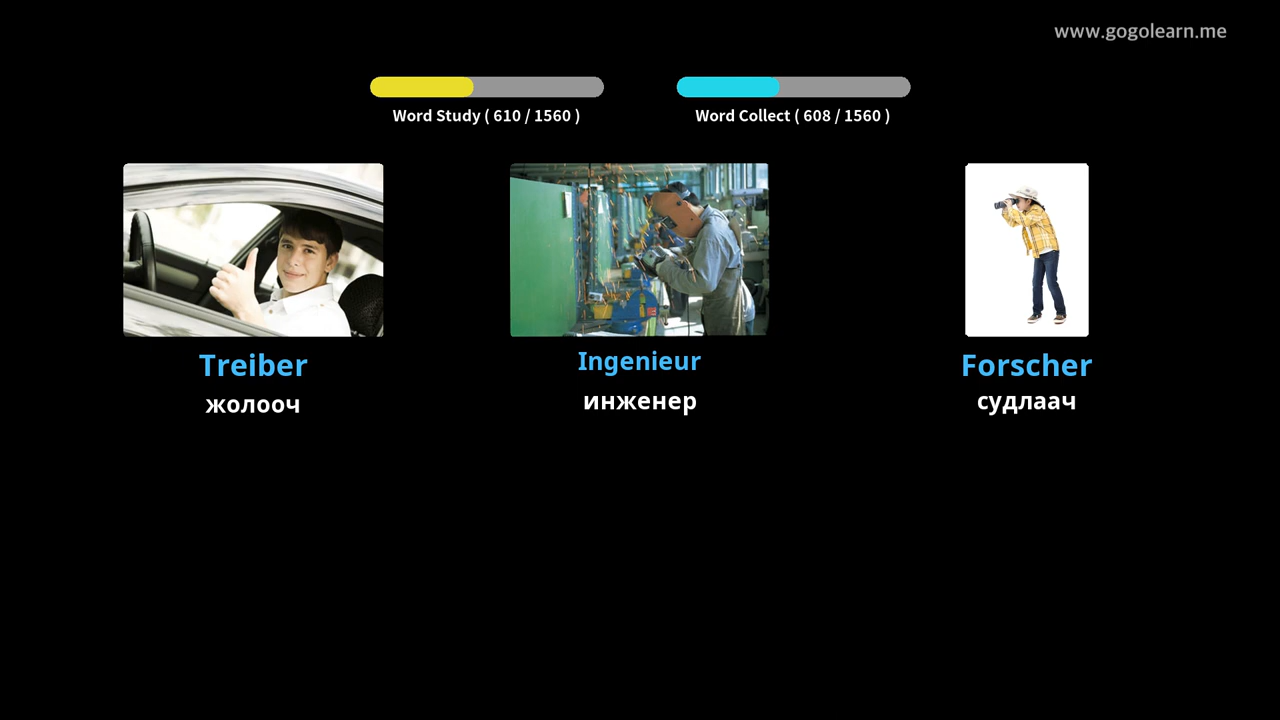 www.gogolearn.me
Word Study ( 610 / 1560 )
Word Collect ( 608 / 1560 )
Treiber
жолооч
Ingenieur
инженер
Forscher
судлаач